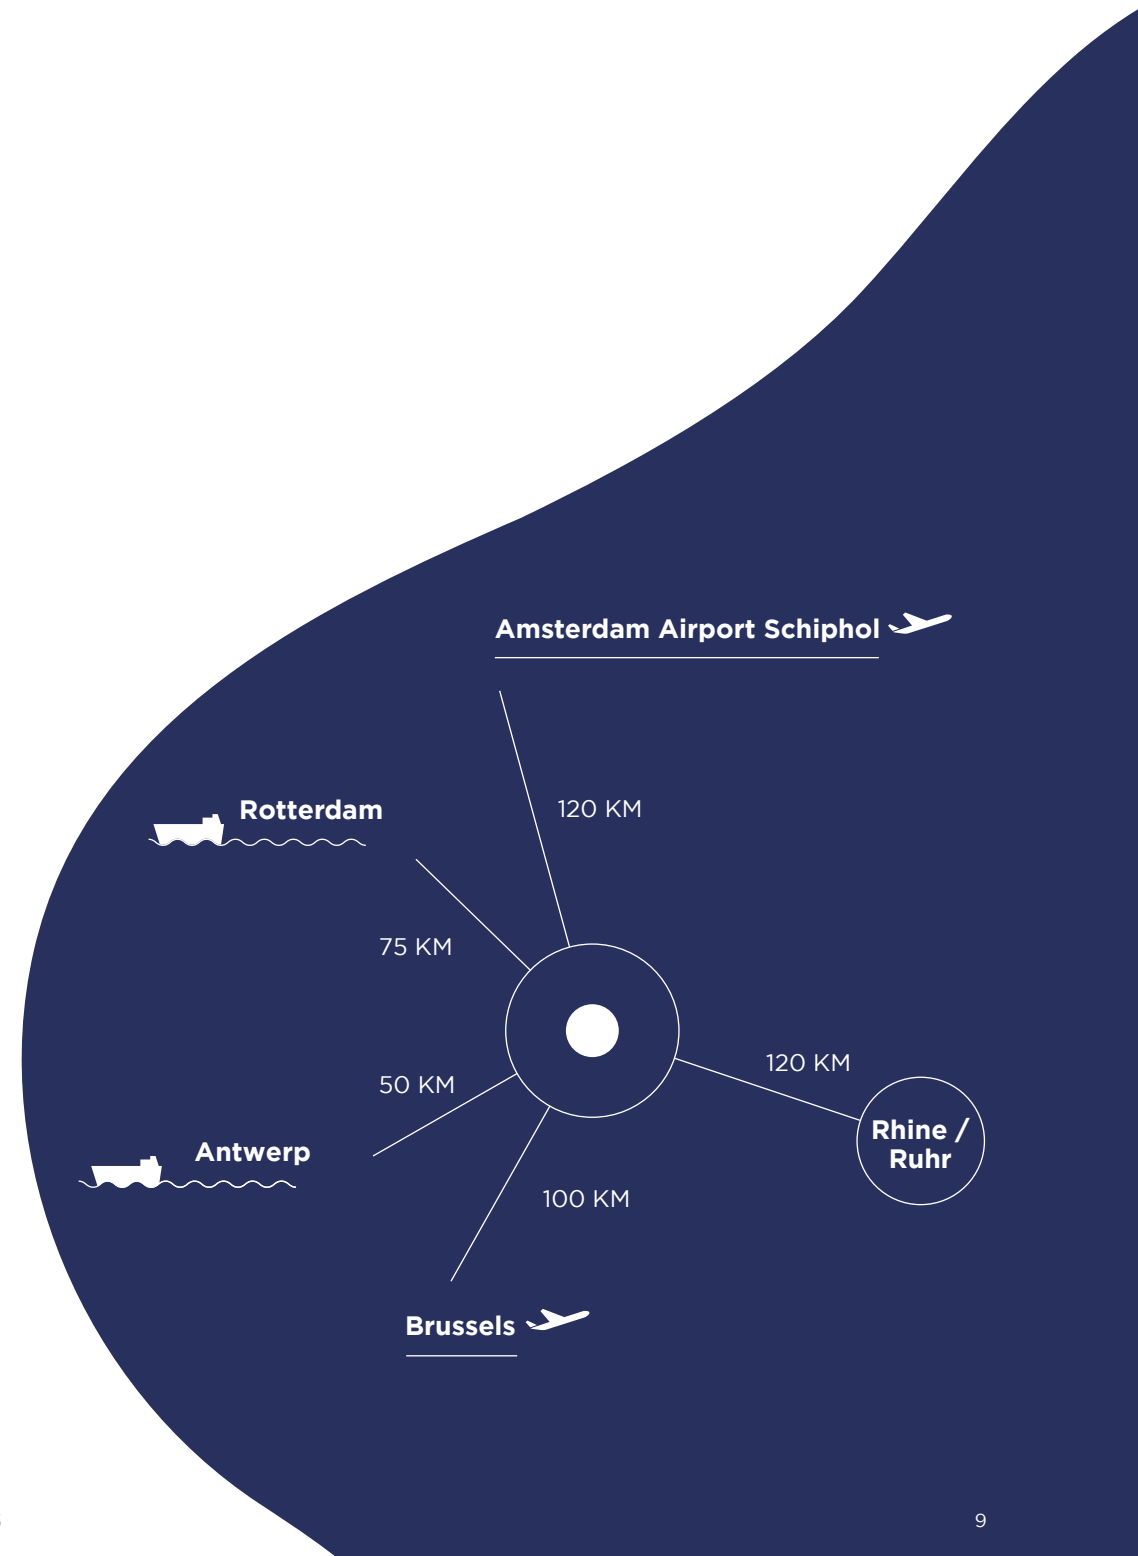 Amsterdam Airport Schiphol
Rotterdam
120 KM
75 KM
120 KM
50 KM
Rhine /
Ruhr
Antwerp
100 KM
Brussels
9